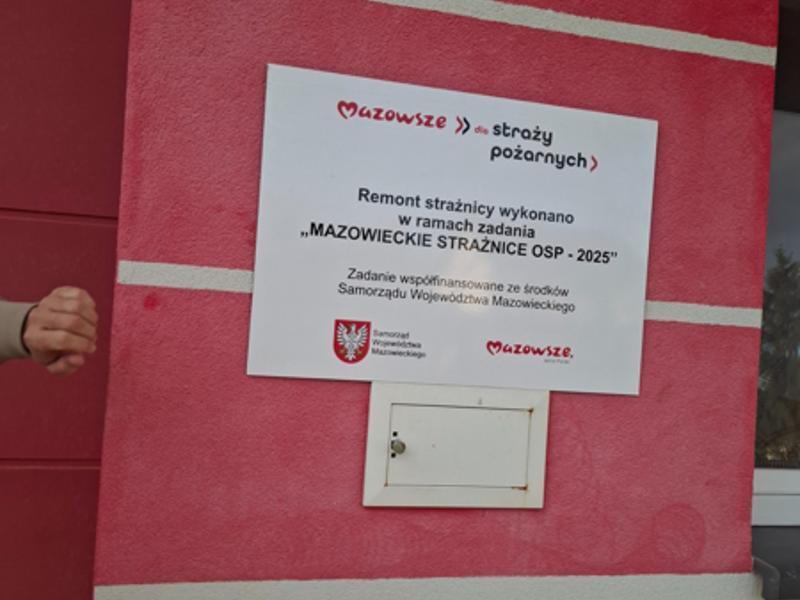 Mazowsze dla straży
pożarnych
Remont strażnicy wykonano
w ramach zadania
„MAZOWIECKIE STRAŻNICE OSP - 2025”
Zadanie współfinansowane ze środków
Samorządu Województwa Mazowieckiego
Samorząd
Województwa
Mazowieckiego
Mazowsze.